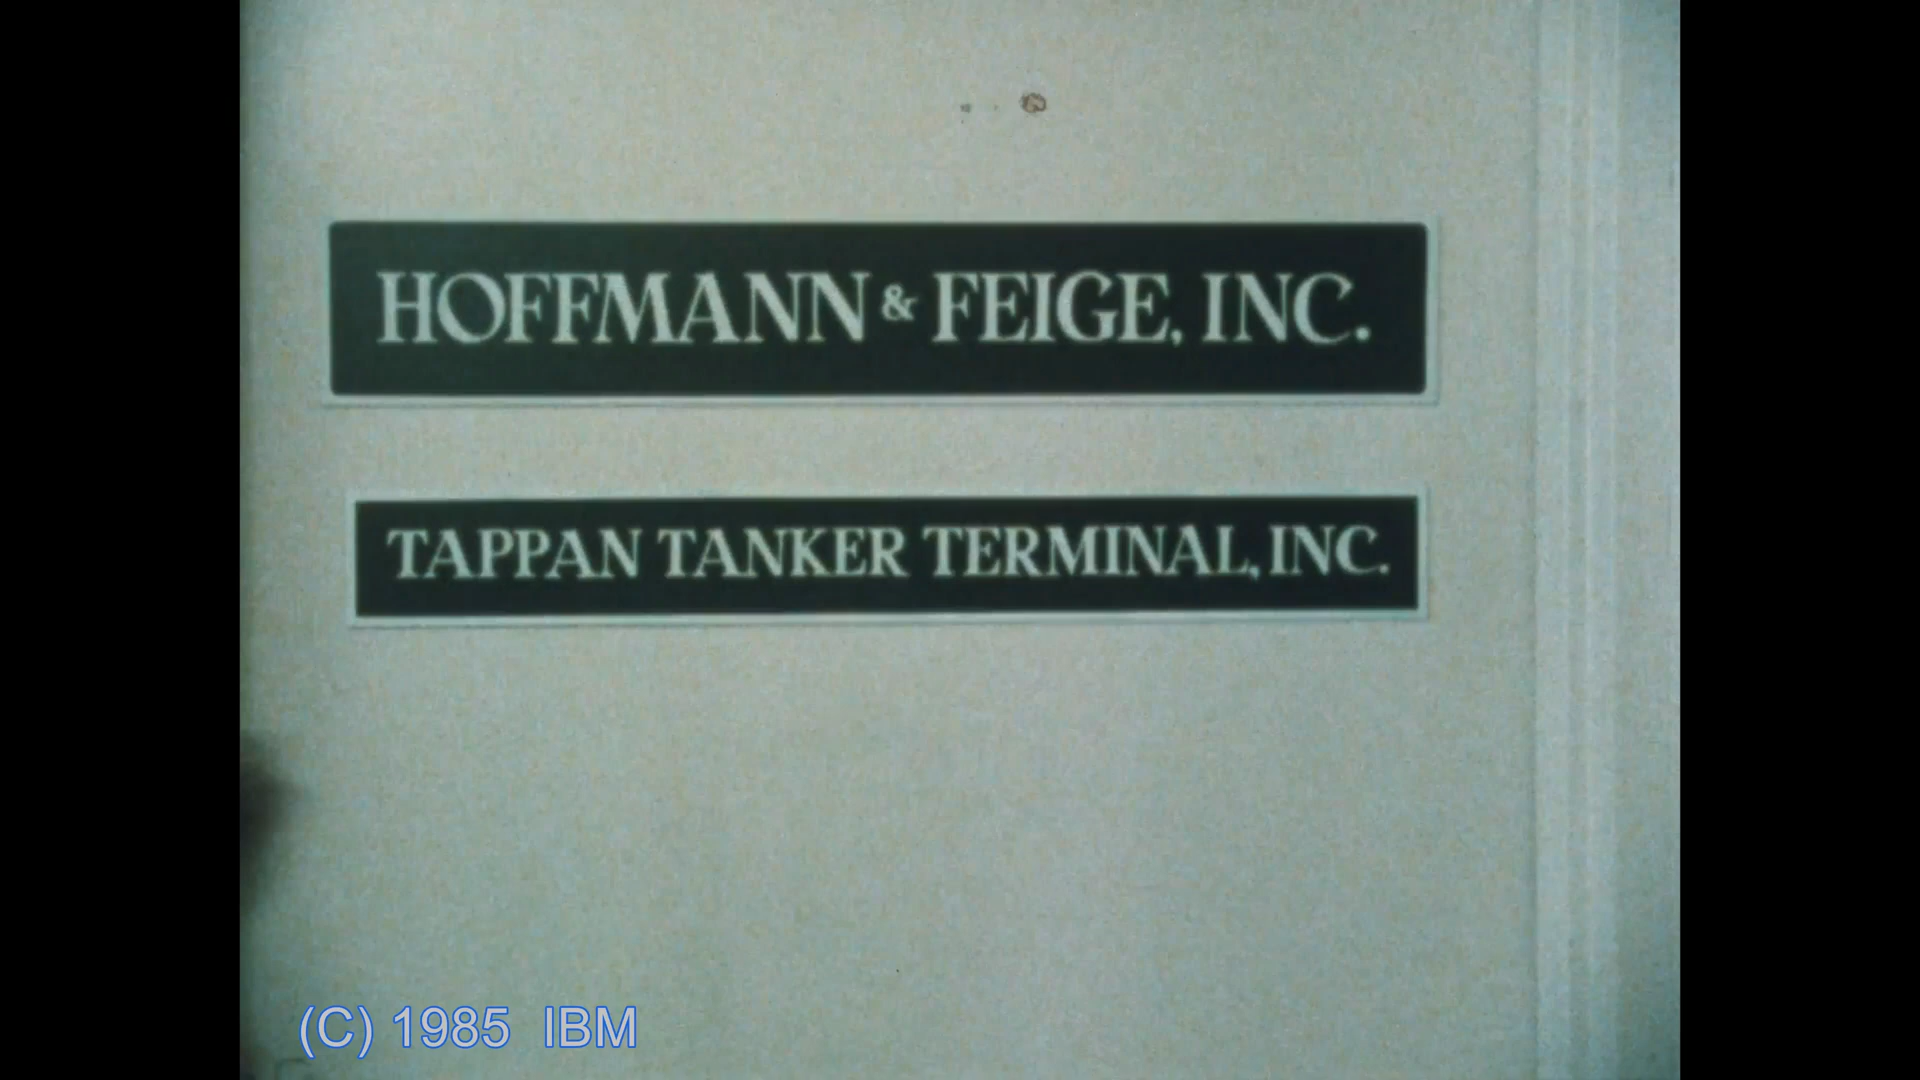 HOFFMANN & FEIGE, INC.
TAPPAN TANKER TERMINAL, INC.
(C) 1985 IBM